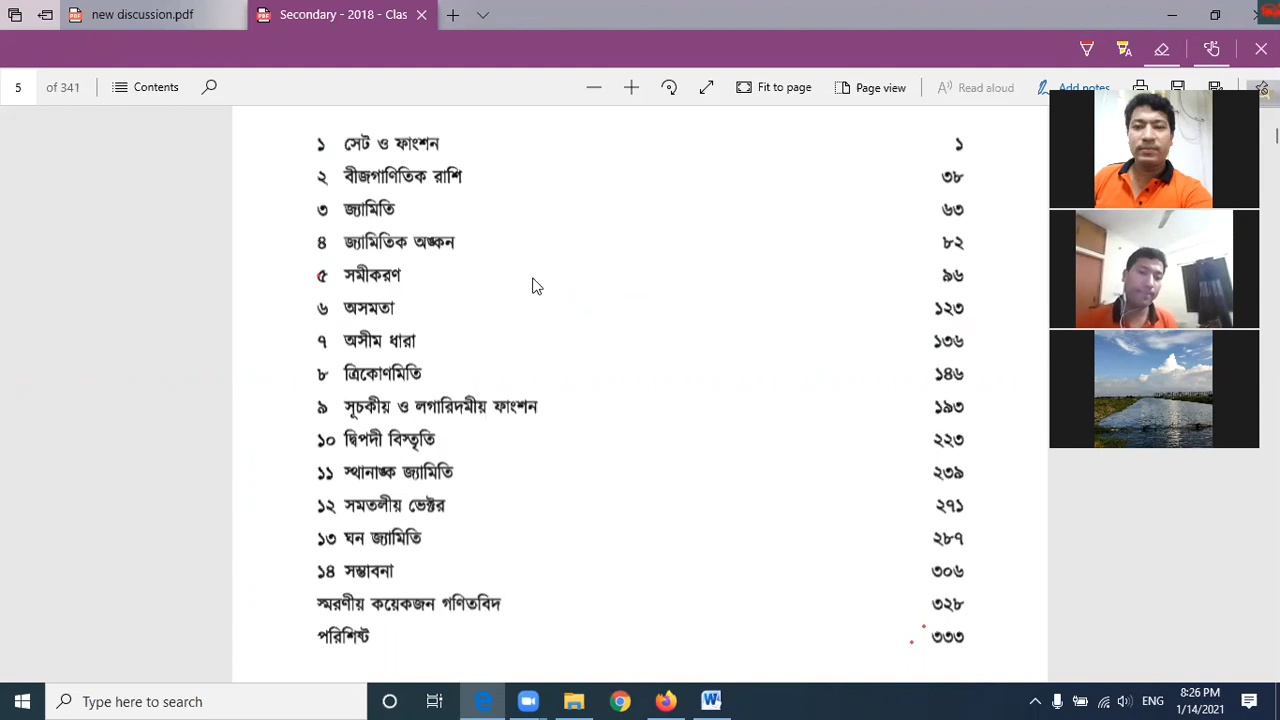 new discussion.pdf
Secondary - 2018 - Clas
5 of 341 Contents Fit to page Page view Read aloud Add notes
১ সেট ও ফাংশন ১
২ বীজগাণিতিক রাশি ৩৮
৩ জ্যামিতি ৬৩
৪ জ্যামিতিক অঙ্কন ৮২
৫ সমীকরণ ৯৬
৬ অসমতা ১২৩
৭ অসীম ধারা ১৩৬
৮ ত্রিকোণমিতি ১৪৬
৯ সূচকীয় ও লগারিদমীয় ফাংশন ১৯৩
১০ দ্বিপদী বিস্তৃতি ২২৩
১১ স্থানাঙ্ক জ্যামিতি ২৩৯
১২ সমতলীয় ভেক্টর ২৭১
১৩ ঘন জ্যামিতি ২৮৭
১৪ সম্ভাবনা ৩০৬
স্মরণীয় কয়েকজন গণিতবিদ ৩২৮
পরিশিষ্ট ৩৩৩
Type here to search
ENG
8:26 PM
1/14/2021